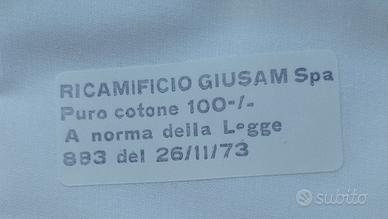 RICAMIFICIO GIUSAM Spa
Puro cotone 100-/-
A norma della Legge
883 del 26/11/73
subito